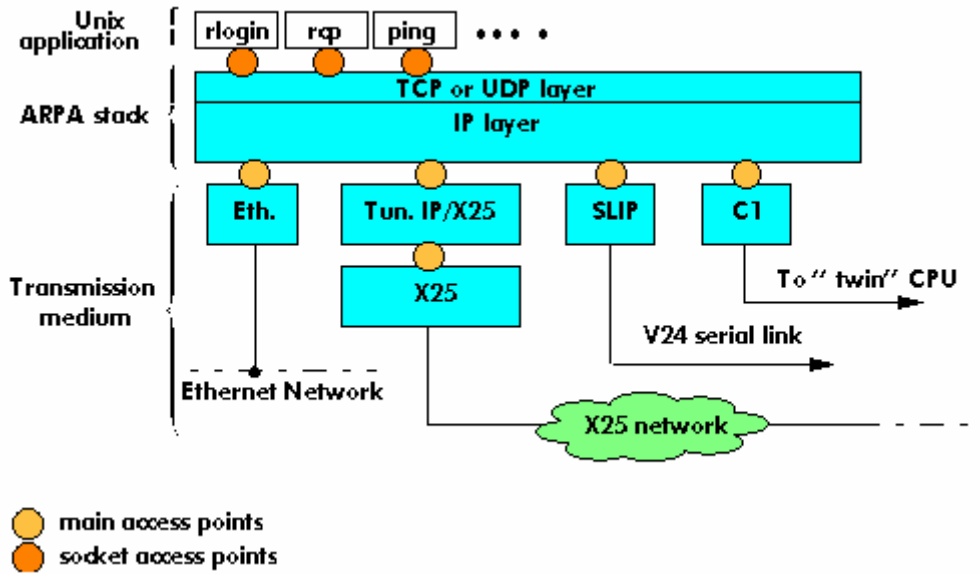 Unix
application
rlogin rcp ping • • • •
ARPA stack
TCP or UDP layer
IP layer
Transmission
medium
Eth. Tun. IP/X25 SLIP C1
X25
To “ twin” CPU
V24 serial link
Ethernet Network
X25 network
main access points
socket access points